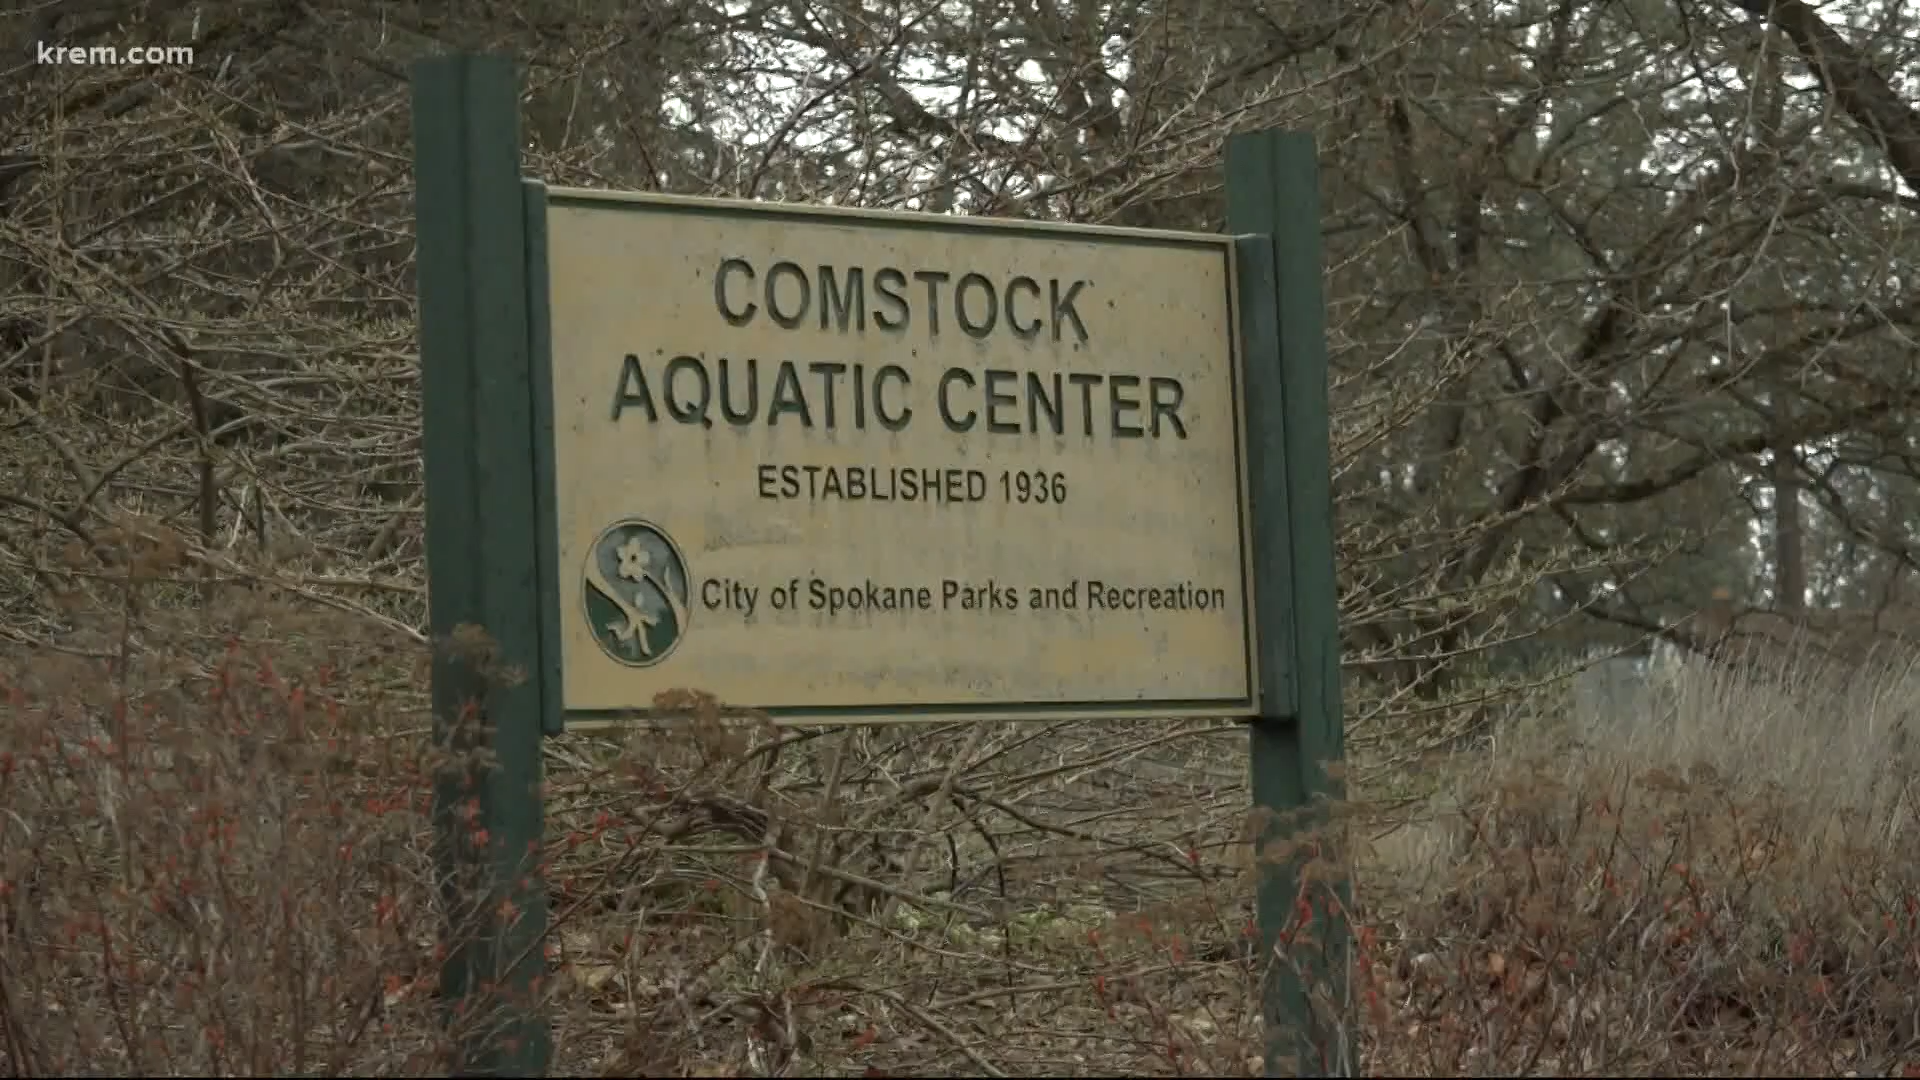 krem.com
COMSTOCK
AQUATIC CENTER
ESTABLISHED 1936
City of Spokane Parks and Recreation